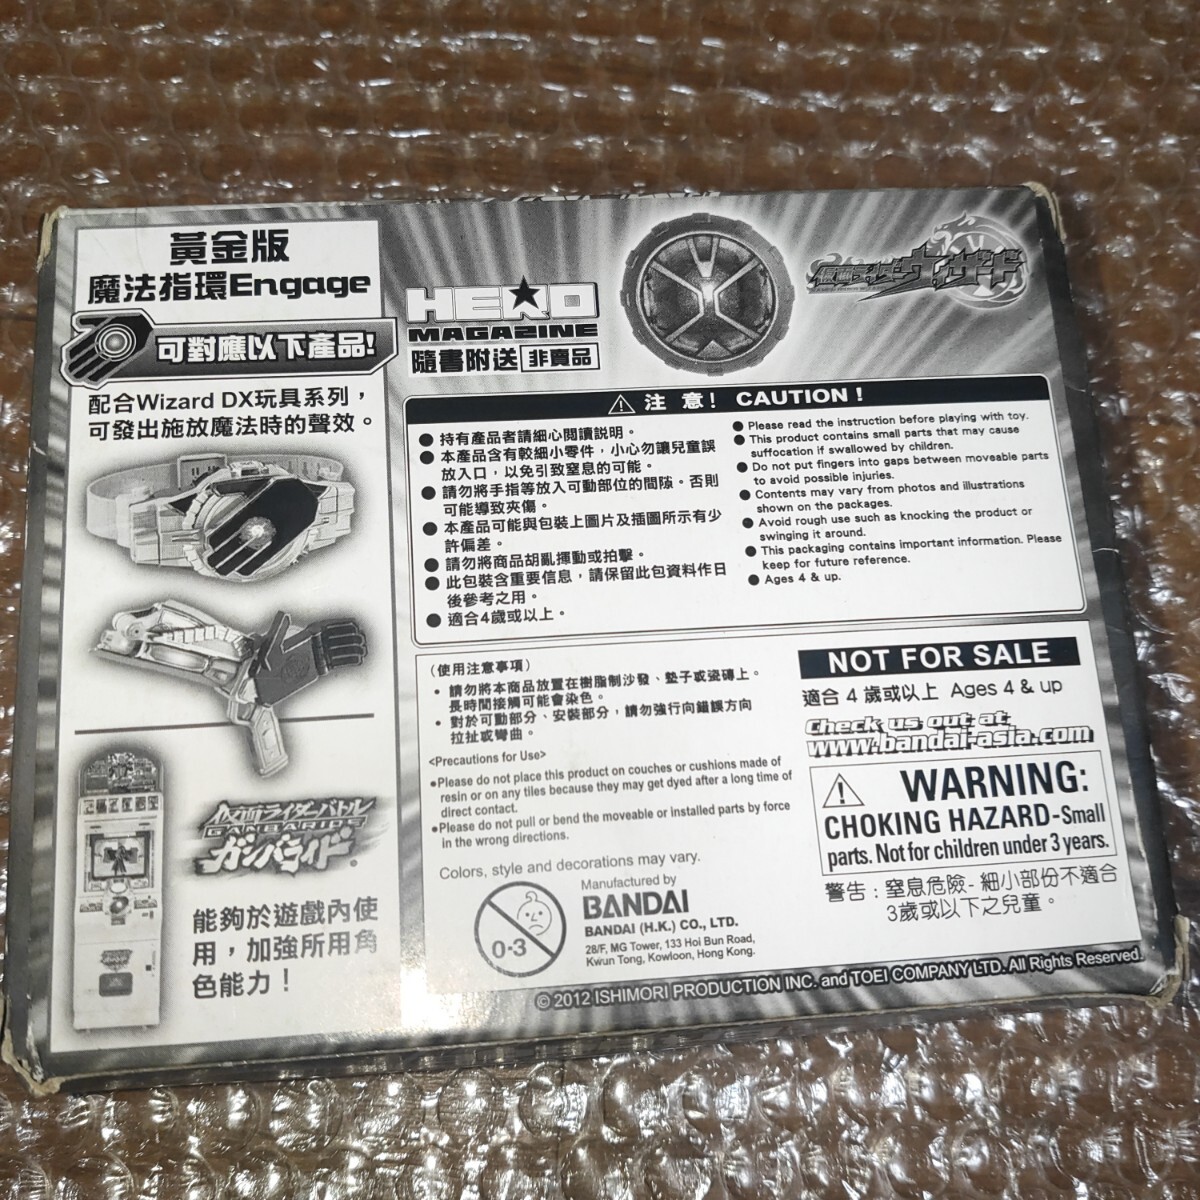 黃金版
魔法指環Engage
可對應以下產品!
配合Wizard DX玩具系列，
可發出施放魔法時的聲效。
仮面ライダーバトル
GANBARIDE
ガンバライド
能夠於遊戲內使
用，加強所用角
色能力！
HERO
MAGAZINE
隨書附送 非賣品
仮面ライダーウィザード
注 意! CAUTION!
● 持有產品者請細心閱讀説明。
● 本產品含有較細小零件，小心勿讓兒童誤
放入口，以免引致窒息的可能。
● 請勿將手指等放入可動部位的間隙。否則
可能導致夾傷。
● 本產品可能與包裝上圖片及插圖所示有少
許偏差。
● 請勿將商品胡亂揮動或拍擊。
● 此包裝含重要信息，請保留此包資料作日
後參考之用。
● 適合4歲或以上。
● Please read the instruction before playing with toy.
● This product contains small parts that may cause
suffocation if swallowed by children.
● Do not put fingers into gaps between moveable parts
to avoid possible injuries.
● Contents may vary from photos and illustrations
shown on the packages.
● Avoid rough use such as knocking the product or
swinging it around.
● This packaging contains important information. Please
keep for future reference.
● Ages 4 & up.
（使用注意事項）
• 請勿將本商品放置在樹脂制沙發、墊子或瓷磚上。
長時間接觸可能會染色。
• 對於可動部分、安裝部分，請勿強行向錯誤方向
拉扯或彎曲。
<Precautions for Use>
●Please do not place this product on couches or cushions made of
resin or on any tiles because they may get dyed after a long time of
direct contact.
●Please do not pull or bend the moveable or installed parts by force
in the wrong directions.
Colors, style and decorations may vary.
0-3
Manufactured by
BANDAI
BANDAI (H.K.) CO., LTD.
28/F, MG Tower, 133 Hoi Bun Road,
Kwun Tong, Kowloon, Hong Kong.
NOT FOR SALE
適合 4 歲或以上 Ages 4 & up
Check us out at
www.bandai-asia.com
WARNING:
CHOKING HAZARD-Small
parts. Not for children under 3 years.
警告：窒息危險 - 細小部份不適合
3歲或以下之兒童。
© 2012 ISHIMORI PRODUCTION INC. and TOEI COMPANY LTD. All Rights Reserved.